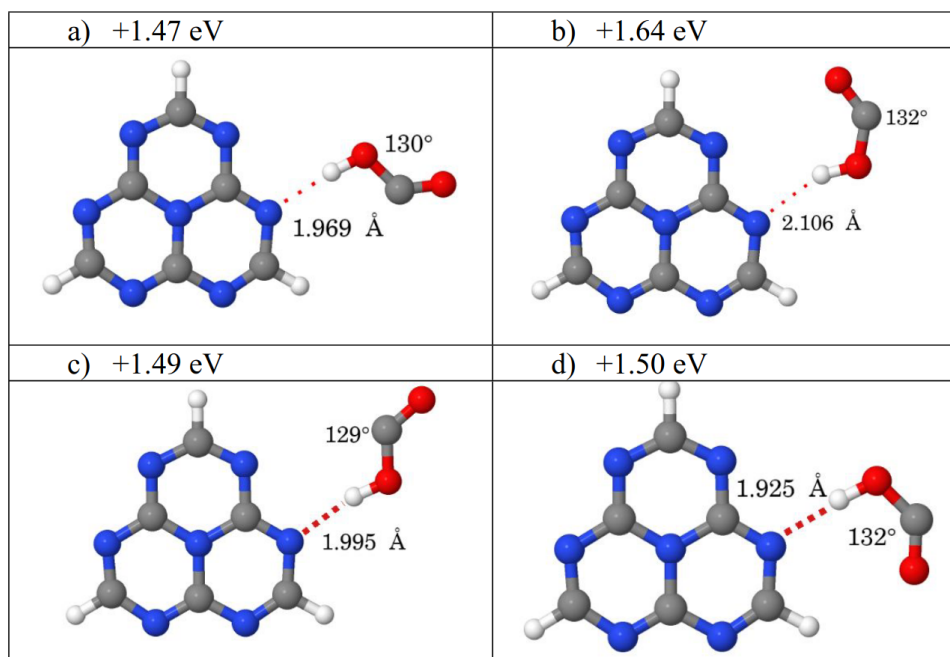 a) +1.47 eV
b) +1.64 eV
130°
1.969 Å
132°
2.106 Å
c) +1.49 eV
d) +1.50 eV
129°
1.995 Å
1.925 Å
132°